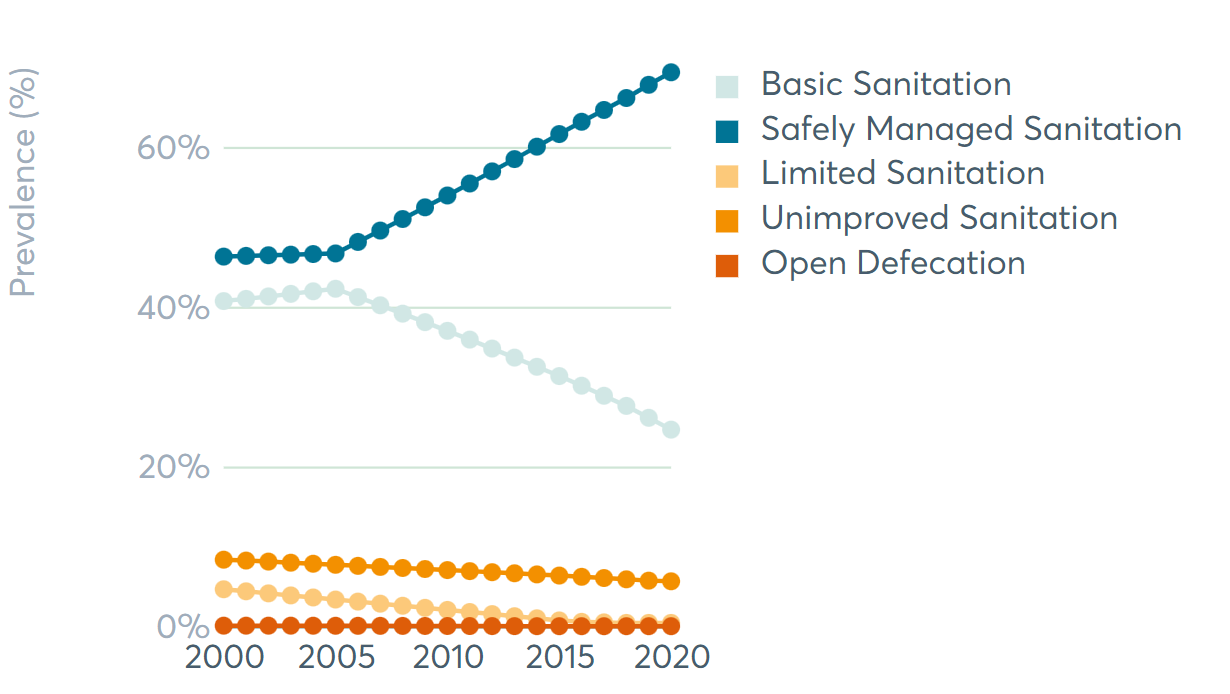 Prevalence (%)
60%
40%
20%
0%
2000 2005 2010 2015 2020
Basic Sanitation
Safely Managed Sanitation
Limited Sanitation
Unimproved Sanitation
Open Defecation